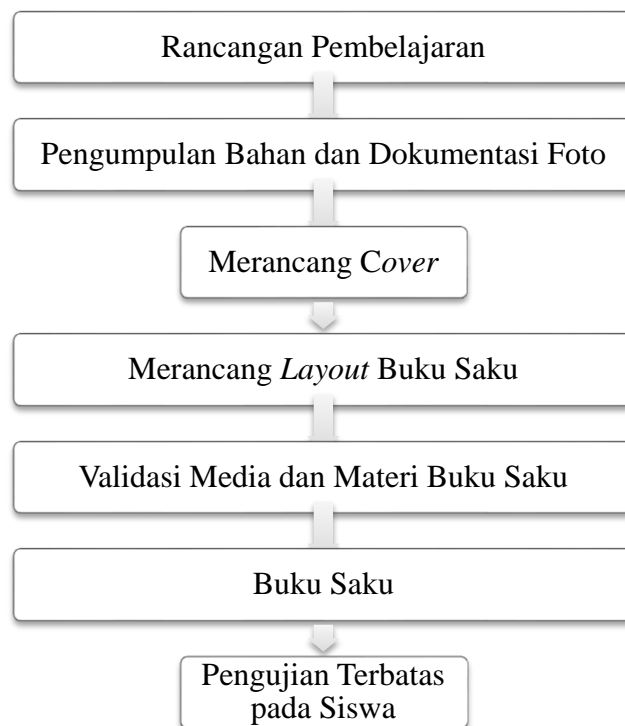 Rancangan Pembelajaran
Pengumpulan Bahan dan Dokumentasi Foto
Merancang Cover
Merancang Layout Buku Saku
Validasi Media dan Materi Buku Saku
Buku Saku
Pengujian Terbatas
pada Siswa